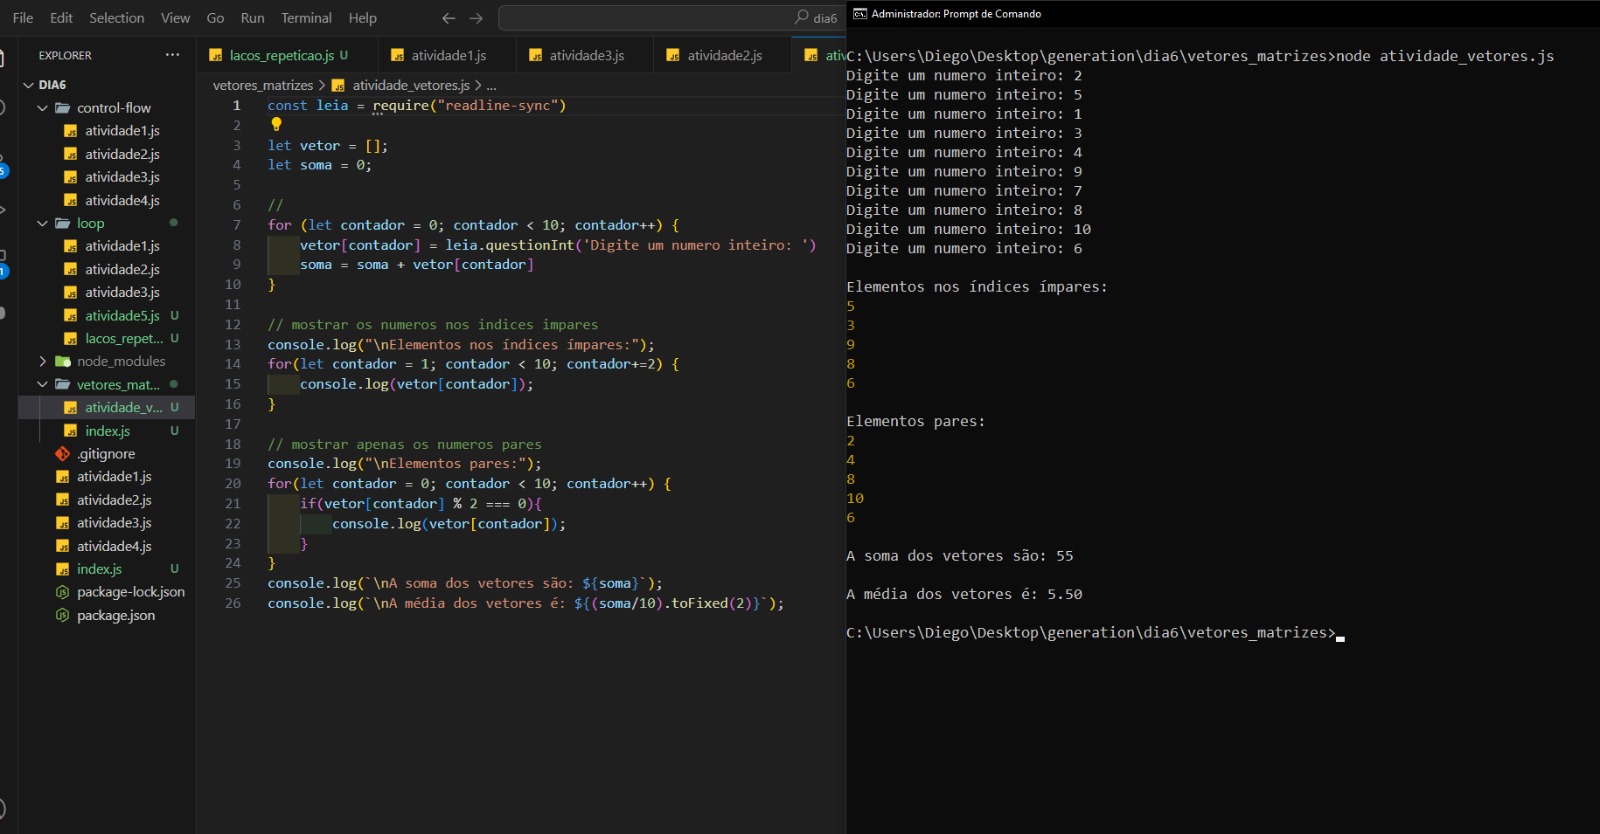 File Edit Selection View Go Run Terminal Help
dia6
EXPLORER ...
DIA6
control-flow
atividade1.js
atividade2.js
atividade3.js
atividade4.js
loop
atividade1.js
atividade2.js
atividade3.js
atividade5.js U
lacos_repet... U
node_modules
vetores_mat...
atividade_v... U
index.js U
.gitignore
atividade1.js
atividade2.js
atividade3.js
atividade4.js
index.js U
package-lock.json
package.json
5
1
lacos_repeticao.js U atividade1.js atividade3.js atividade2.js ativ
vetores_matrizes > atividade_vetores.js > ...
1 const leia = require("readline-sync")
2
3 let vetor = [];
4 let soma = 0;
5
6 //
7 for (let contador = 0; contador < 10; contador++) {
8 vetor[contador] = leia.questionInt('Digite um numero inteiro: ')
9 soma = soma + vetor[contador]
10 }
11
12 // mostrar os numeros nos indices impares
13 console.log("\nElementos nos índices ímpares:");
14 for(let contador = 1; contador < 10; contador+=2) {
15 console.log(vetor[contador]);
16 }
17
18 // mostrar apenas os numeros pares
19 console.log("\nElementos pares:");
20 for(let contador = 0; contador < 10; contador++) {
21 if(vetor[contador] % 2 === 0){
22 console.log(vetor[contador]);
23 }
24 }
25 console.log(`\nA soma dos vetores são: ${soma}`);
26 console.log(`\nA média dos vetores é: ${(soma/10).toFixed(2)}`);
Administrador: Prompt de Comando
C:\Users\Diego\Desktop\generation\dia6\vetores_matrizes>node atividade_vetores.js
Digite um numero inteiro: 2
Digite um numero inteiro: 5
Digite um numero inteiro: 1
Digite um numero inteiro: 3
Digite um numero inteiro: 4
Digite um numero inteiro: 9
Digite um numero inteiro: 7
Digite um numero inteiro: 8
Digite um numero inteiro: 10
Digite um numero inteiro: 6
Elementos nos índices ímpares:
5
3
9
8
6
Elementos pares:
2
4
8
10
6
A soma dos vetores são: 55
A média dos vetores é: 5.50
C:\Users\Diego\Desktop\generation\dia6\vetores_matrizes>